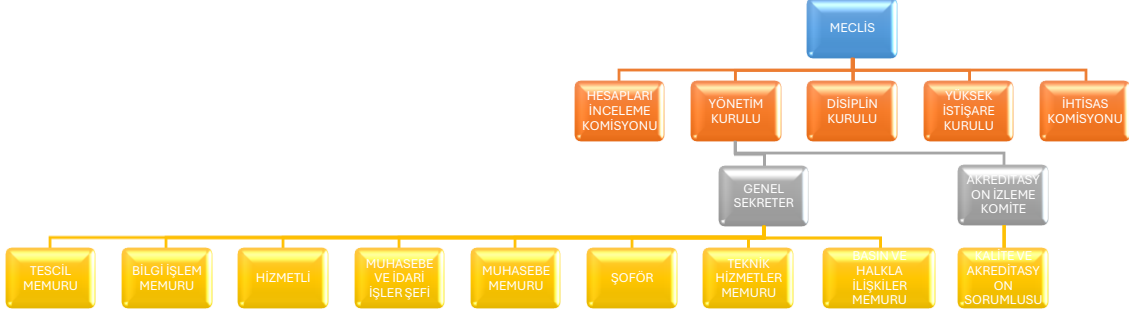 MECLİS
HESAPLARI
İNCELEME
KOMİSYONU
YÖNETİM
KURULU
DİSİPLİN
KURULU
YÜKSEK
İSTİŞARE
KURULU
İHTİSAS
KOMİSYONU
GENEL
SEKRETER
AKREDİTASY
ON İZLEME
KOMİTE
TESCİL
MEMURU
BİLGİ İŞLEM
MEMURU
HİZMETLİ
MUHASEBE
VE İDARİ
İŞLER ŞEFİ
MUHASEBE
MEMURU
ŞOFÖR
TEKNİK
HİZMETLER
MEMURU
BASIN VE
HALKLA
İLİŞKİLER
MEMURU
KALİTE VE
AKREDİTASY
ON
SORUMLUSU